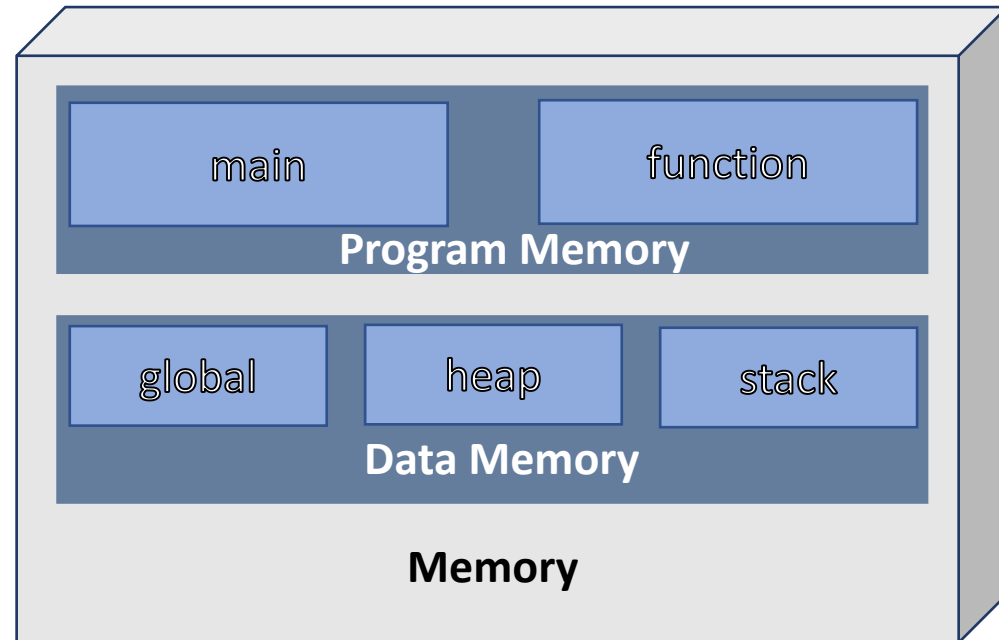 main
function
Program Memory
global
heap
stack
Data Memory
Memory